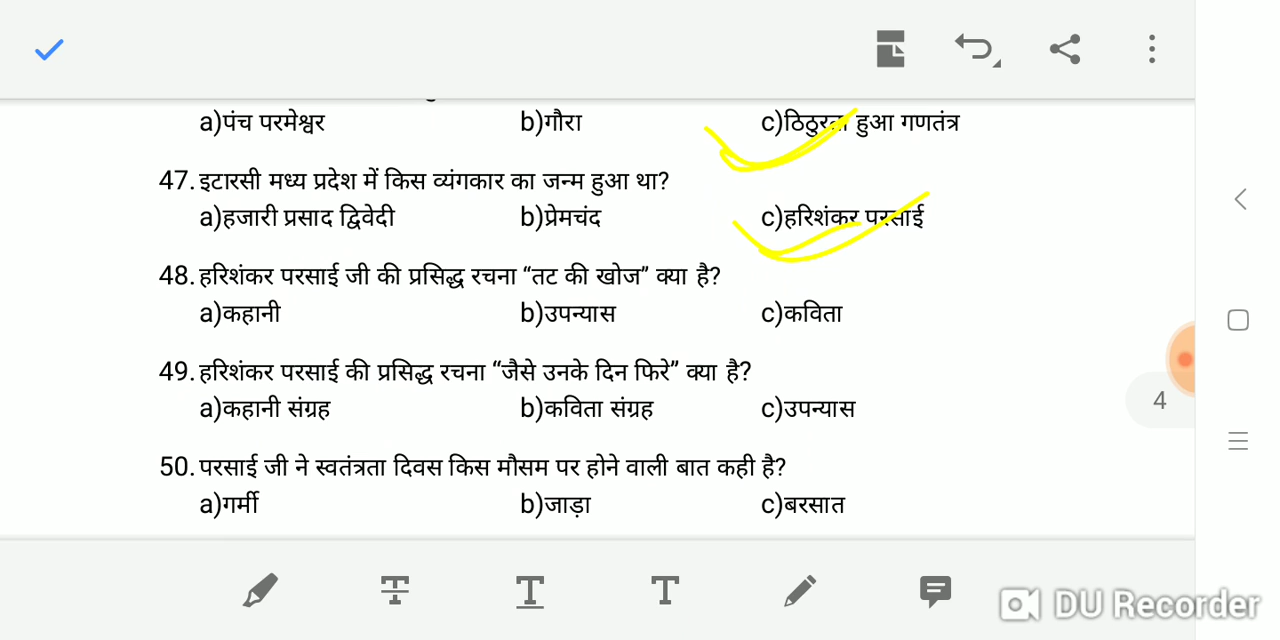 a)पंच परमेश्वर b)गौरा c)ठिठुरता हुआ गणतंत्र
47. इटारसी मध्य प्रदेश में किस व्यंगकार का जन्म हुआ था?
a)हजारी प्रसाद द्विवेदी b)प्रेमचंद c)हरिशंकर परसाई
48. हरिशंकर परसाई जी की प्रसिद्ध रचना “तट की खोज” क्या है?
a)कहानी b)उपन्यास c)कविता
49. हरिशंकर परसाई की प्रसिद्ध रचना “जैसे उनके दिन फिरे” क्या है?
a)कहानी संग्रह b)कविता संग्रह c)उपन्यास
4
50. परसाई जी ने स्वतंत्रता दिवस किस मौसम पर होने वाली बात कही है?
a)गर्मी b)जाड़ा c)बरसात
T T T
DU Recorder